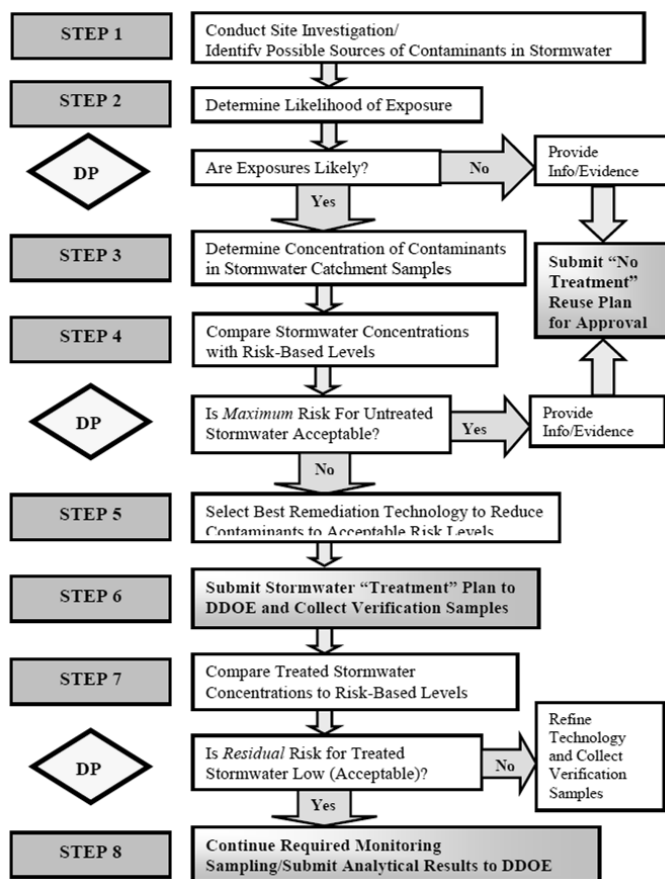 STEP 1
Conduct Site Investigation/
Identify Possible Sources of Contaminants in Stormwater
STEP 2
Determine Likelihood of Exposure
DP
Are Exposures Likely?
No
Provide
Info/Evidence
Yes
STEP 3
Determine Concentration of Contaminants
in Stormwater Catchment Samples
Submit “No
Treatment”
Reuse Plan
for Approval
STEP 4
Compare Stormwater Concentrations
with Risk-Based Levels
DP
Is Maximum Risk For Untreated
Stormwater Acceptable?
Yes
Provide
Info/Evidence
No
STEP 5
Select Best Remediation Technology to Reduce
Contaminants to Acceptable Risk Levels
STEP 6
Submit Stormwater “Treatment” Plan to
DDOE and Collect Verification Samples
STEP 7
Compare Treated Stormwater
Concentrations to Risk-Based Levels
DP
Is Residual Risk for Treated
Stormwater Low (Acceptable)?
No
Refine
Technology
and Collect
Verification
Samples
Yes
STEP 8
Continue Required Monitoring
Sampling/Submit Analytical Results to DDOE